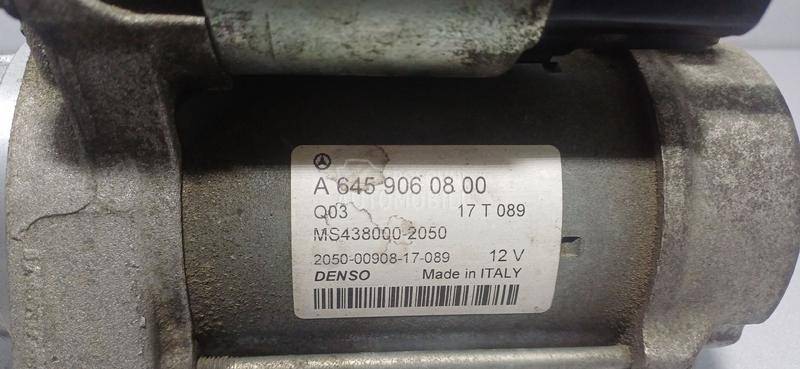 A 645 906 08 00
Q03 17 T 089
MS438000-2050
2050-00908-17-089 12 V
DENSO Made in ITALY